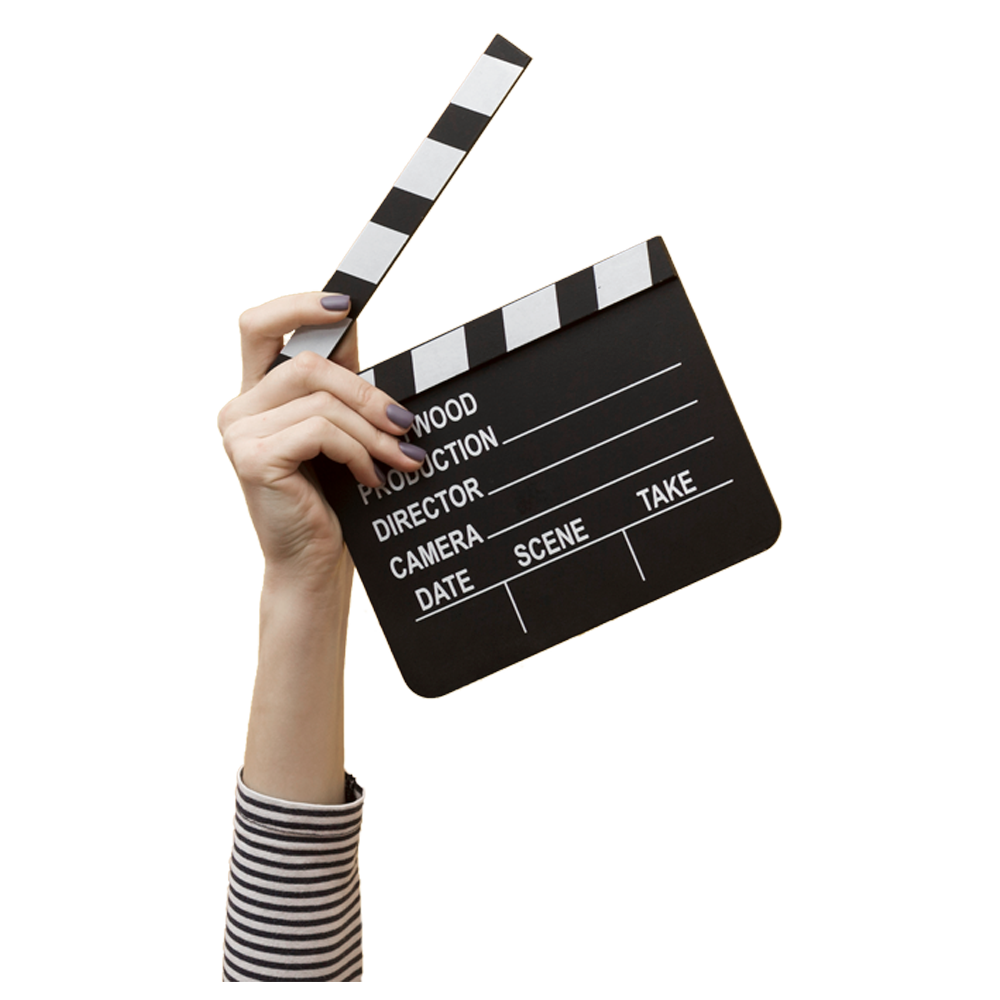 WOOD
PRODUCTION
DIRECTOR
CAMERA
DATE SCENE TAKE